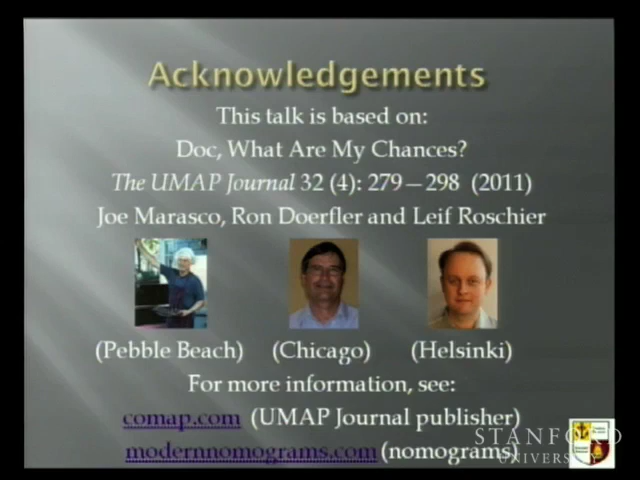 Acknowledgements
This talk is based on:
Doc, What Are My Chances?
The UMAP Journal 32 (4): 279—298 (2011)
Joe Marasco, Ron Doerfler and Leif Roschier
(Pebble Beach) (Chicago) (Helsinki)
For more information, see:
comap.com (UMAP Journal publisher)
modernnomograms.com (nomograms)
STANFORD
UNIVERSITY